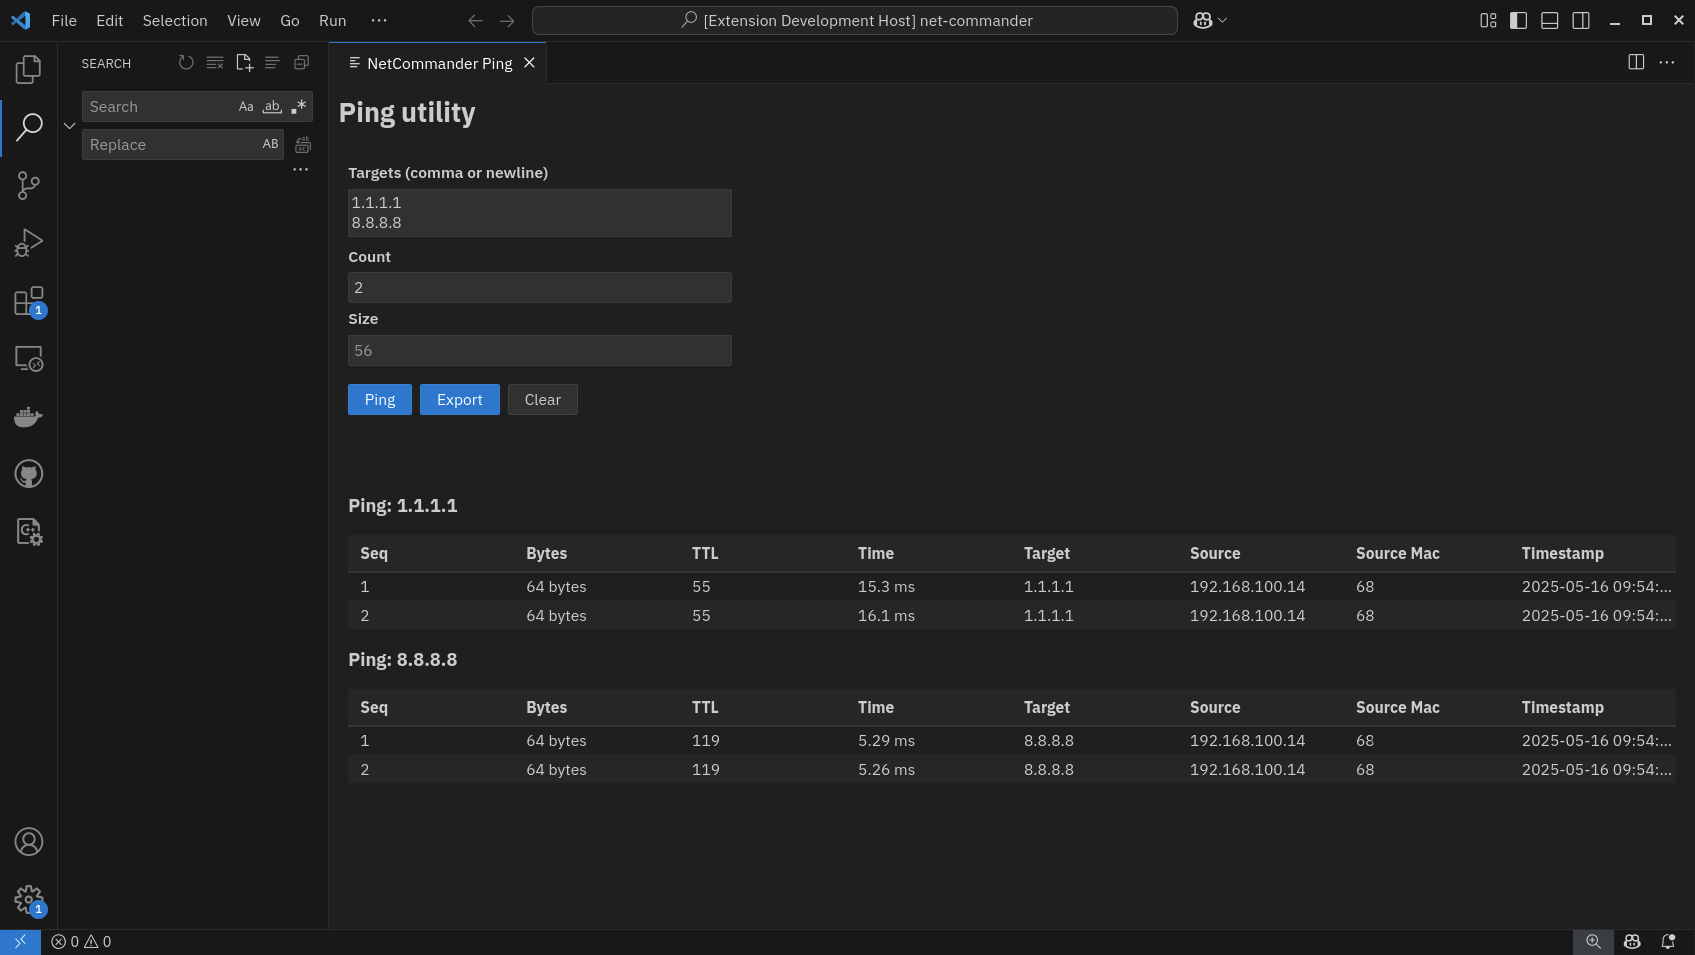 File Edit Selection View Go Run ···
[Extension Development Host] net-commander
SEARCH
Search Aa ab .*
Replace AB
···
NetCommander Ping
Ping utility
Targets (comma or newline)
1.1.1.1
8.8.8.8
Count
2
Size
56
Ping Export Clear
Ping: 1.1.1.1
Seq Bytes TTL Time Target Source Source Mac Timestamp
1 64 bytes 55 15.3 ms 1.1.1.1 192.168.100.14 68 2025-05-16 09:54:...
2 64 bytes 55 16.1 ms 1.1.1.1 192.168.100.14 68 2025-05-16 09:54:...
Ping: 8.8.8.8
Seq Bytes TTL Time Target Source Source Mac Timestamp
1 64 bytes 119 5.29 ms 8.8.8.8 192.168.100.14 68 2025-05-16 09:54:...
2 64 bytes 119 5.26 ms 8.8.8.8 192.168.100.14 68 2025-05-16 09:54:...
1
1
0 0